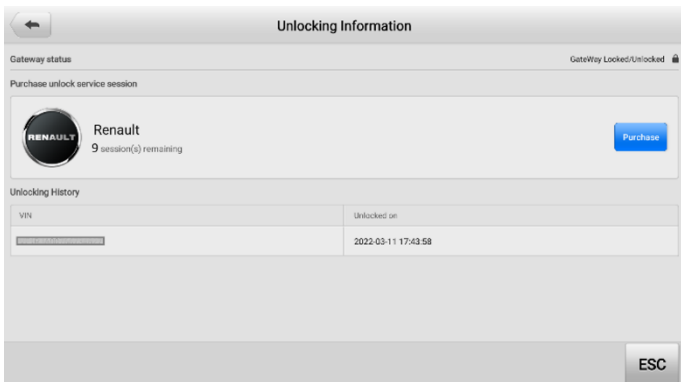 Unlocking Information
Gateway status
GateWay Locked/Unlocked
Purchase unlock service session
RENAULT
Renault
9 session(s) remaining
Purchase
Unlocking History
VIN
Unlocked on
2022-03-11 17:43:58
ESC